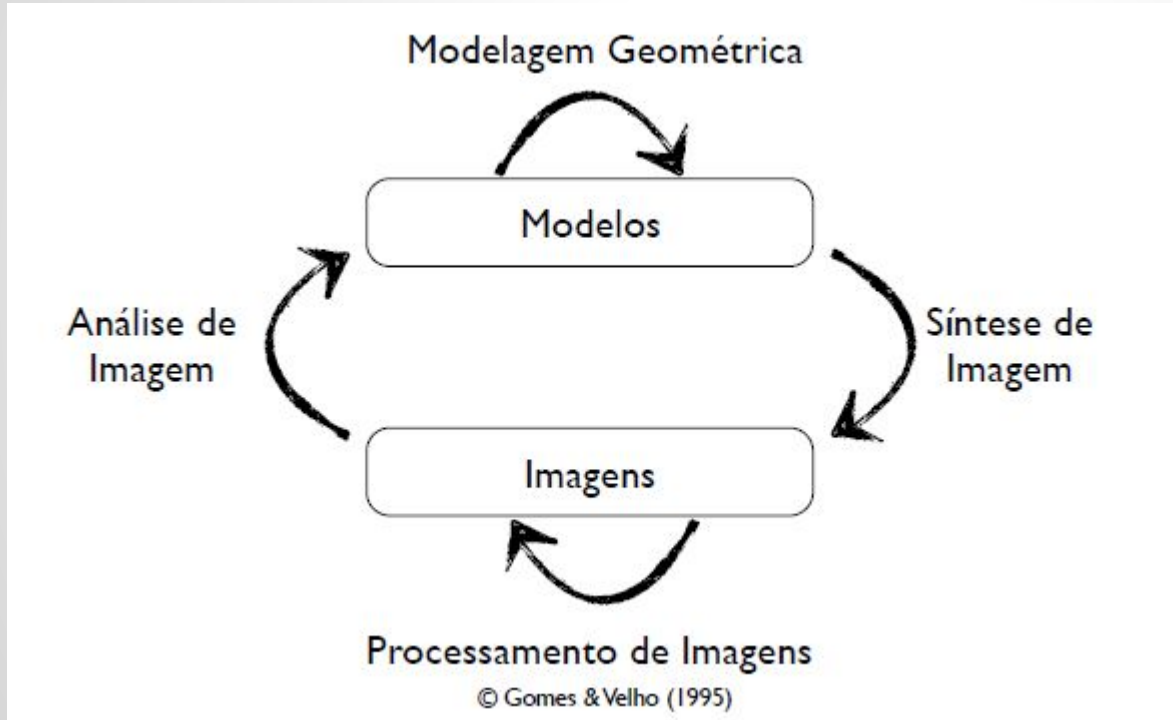 Modelagem Geométrica
Modelos
Análise de
Imagem
Síntese de
Imagem
Imagens
Processamento de Imagens
© Gomes & Velho (1995)